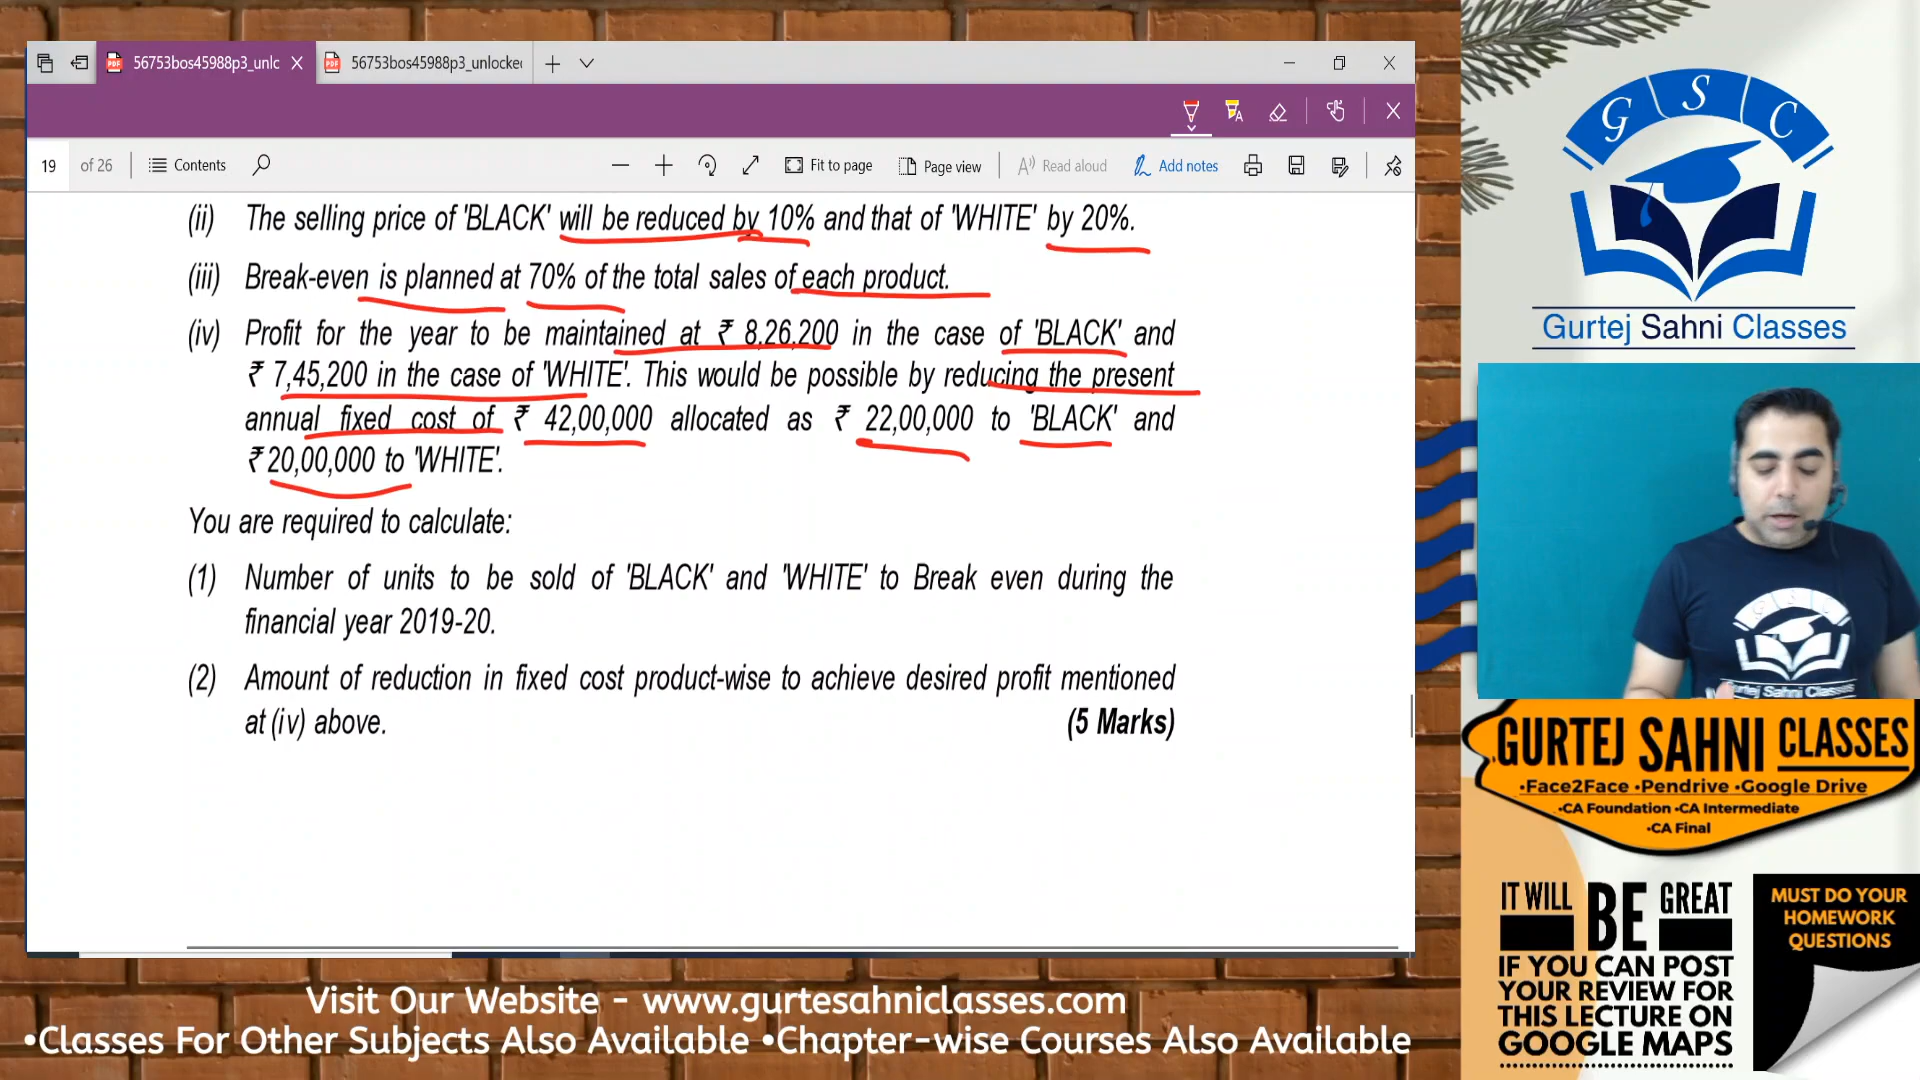 56753bos45988p3_unlc
56753bos45988p3_unlocked
19 of 26
Contents
Fit to page
Page view
Read aloud
Add notes
(ii) The selling price of 'BLACK' will be reduced by 10% and that of 'WHITE' by 20%.
(iii) Break-even is planned at 70% of the total sales of each product.
(iv) Profit for the year to be maintained at ₹ 8,26,200 in the case of 'BLACK' and
₹ 7,45,200 in the case of 'WHITE'. This would be possible by reducing the present
annual fixed cost of ₹ 42,00,000 allocated as ₹ 22,00,000 to 'BLACK' and
₹ 20,00,000 to 'WHITE'.
You are required to calculate:
(1) Number of units to be sold of 'BLACK' and 'WHITE' to Break even during the
financial year 2019-20.
(2) Amount of reduction in fixed cost product-wise to achieve desired profit mentioned
at (iv) above. (5 Marks)
G S C
Gurtej Sahni Classes
G S C
Gurtej Sahni Classes
GURTEJ SAHNI CLASSES
•Face2Face •Pendrive •Google Drive
•CA Foundation •CA Intermediate
•CA Final
IT WILL BE GREAT
IF YOU CAN POST
YOUR REVIEW FOR
THIS LECTURE ON
GOOGLE MAPS
MUST DO YOUR
HOMEWORK
QUESTIONS
Visit Our Website - www.gurtesahniclasses.com
•Classes For Other Subjects Also Available •Chapter-wise Courses Also Available